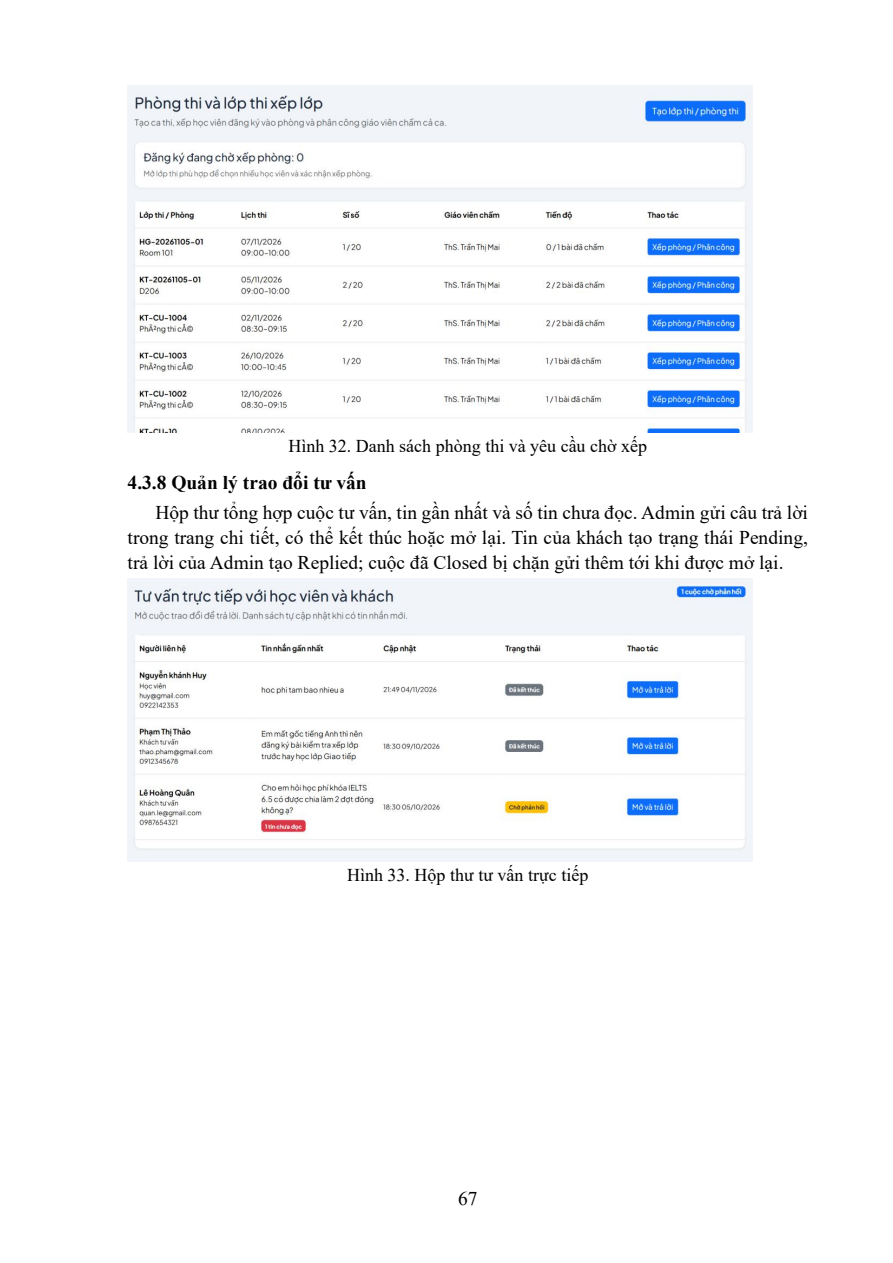 Phòng thi và lớp thi xếp lớp
Tạo ca thi, xếp học viên đăng ký vào phòng và phân công giáo viên chấm cả ca.
Tạo lớp thi / phòng thi
Đăng ký đang chờ xếp phòng: 0
Mở lớp thi phù hợp để chọn nhiều học viên và xác nhận xếp phòng.
Lớp thi / Phòng Lịch thi Sĩ số Giáo viên chấm Tiến độ Thao tác
HG-20261105-01 07/11/2026 1 / 20 ThS. Trần Thị Mai 0 / 1 bài đã chấm Xếp phòng / Phân công
Room 101 09:00-10:00
KT-20261105-01 05/11/2026 2 / 20 ThS. Trần Thị Mai 2 / 2 bài đã chấm Xếp phòng / Phân công
D206 09:00-10:00
KT-CU-1004 02/11/2026 2 / 20 ThS. Trần Thị Mai 2 / 2 bài đã chấm Xếp phòng / Phân công
PhÃ²ng thi cÅ© 08:30-09:15
KT-CU-1003 26/10/2026 1 / 20 ThS. Trần Thị Mai 1 / 1 bài đã chấm Xếp phòng / Phân công
PhÃ²ng thi cÅ© 10:00-10:45
KT-CU-1002 12/10/2026 1 / 20 ThS. Trần Thị Mai 1 / 1 bài đã chấm Xếp phòng / Phân công
PhÃ²ng thi cÅ© 08:30-09:15
KT-CU-10 08/10/2026
Hình 32. Danh sách phòng thi và yêu cầu chờ xếp
4.3.8 Quản lý trao đổi tư vấn
Hộp thư tổng hợp cuộc tư vấn, tin gần nhất và số tin chưa đọc. Admin gửi câu trả lời
trong trang chi tiết, có thể kết thúc hoặc mở lại. Tin của khách tạo trạng thái Pending,
trả lời của Admin tạo Replied; cuộc đã Closed bị chặn gửi thêm tới khi được mở lại.
Tư vấn trực tiếp với học viên và khách
1 cuộc chờ phản hồi
Mở cuộc trao đổi để trả lời. Danh sách tự cập nhật khi có tin nhắn mới.
Người liên hệ Tin nhắn gần nhất Cập nhật Trạng thái Thao tác
Nguyễn khánh Huy
Học viên
huy@gmail.com
0922142353
hoc phi tam bao nhieu a 21:49 04/11/2026 Đã kết thúc Mở và trả lời
Phạm Thị Thảo
Khách tư vấn
thao.pham@gmail.com
0912345678
Em mất gốc tiếng Anh thì nên
đăng ký bài kiểm tra xếp lớp
trước hay học lớp Giao tiếp
18:30 09/10/2026 Đã kết thúc Mở và trả lời
Lê Hoàng Quân
Khách tư vấn
quan.le@gmail.com
0987654321
Cho em hỏi học phí khóa IELTS
6.5 có được chia làm 2 đợt đóng
không ạ?
1 tin chưa đọc
18:30 05/10/2026 Chờ phản hồi Mở và trả lời
Hình 33. Hộp thư tư vấn trực tiếp
67